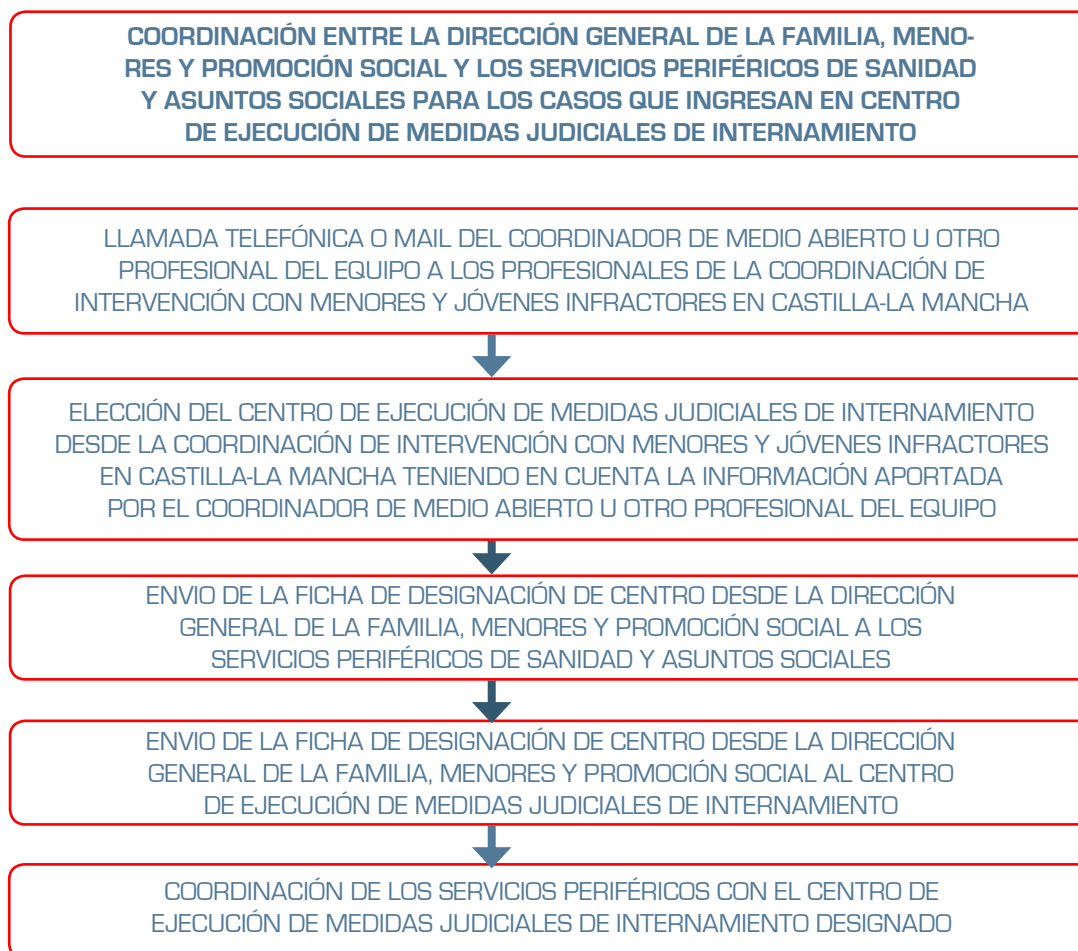 COORDINACIÓN ENTRE LA DIRECCIÓN GENERAL DE LA FAMILIA, MENO-
RES Y PROMOCIÓN SOCIAL Y LOS SERVICIOS PERIFÉRICOS DE SANIDAD
Y ASUNTOS SOCIALES PARA LOS CASOS QUE INGRESAN EN CENTRO
DE EJECUCIÓN DE MEDIDAS JUDICIALES DE INTERNAMIENTO
LLAMADA TELEFÓNICA O MAIL DEL COORDINADOR DE MEDIO ABIERTO U OTRO
PROFESIONAL DEL EQUIPO A LOS PROFESIONALES DE LA COORDINACIÓN DE
INTERVENCIÓN CON MENORES Y JÓVENES INFRACTORES EN CASTILLA-LA MANCHA
ELECCIÓN DEL CENTRO DE EJECUCIÓN DE MEDIDAS JUDICIALES DE INTERNAMIENTO
DESDE LA COORDINACIÓN DE INTERVENCIÓN CON MENORES Y JÓVENES INFRACTORES
EN CASTILLA-LA MANCHA TENIENDO EN CUENTA LA INFORMACIÓN APORTADA
POR EL COORDINADOR DE MEDIO ABIERTO U OTRO PROFESIONAL DEL EQUIPO
ENVIO DE LA FICHA DE DESIGNACIÓN DE CENTRO DESDE LA DIRECCIÓN
GENERAL DE LA FAMILIA, MENORES Y PROMOCIÓN SOCIAL A LOS
SERVICIOS PERIFÉRICOS DE SANIDAD Y ASUNTOS SOCIALES
ENVIO DE LA FICHA DE DESIGNACIÓN DE CENTRO DESDE LA DIRECCIÓN
GENERAL DE LA FAMILIA, MENORES Y PROMOCIÓN SOCIAL AL CENTRO
DE EJECUCIÓN DE MEDIDAS JUDICIALES DE INTERNAMIENTO
COORDINACIÓN DE LOS SERVICIOS PERIFÉRICOS CON EL CENTRO DE
EJECUCIÓN DE MEDIDAS JUDICIALES DE INTERNAMIENTO DESIGNADO